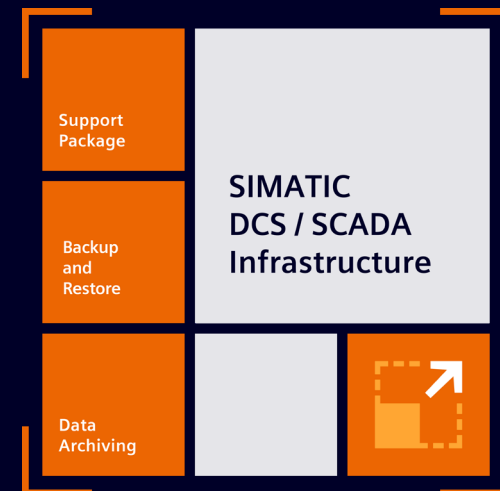 Support
Package
SIMATIC
DCS / SCADA
Infrastructure
Backup
and
Restore
Data
Archiving